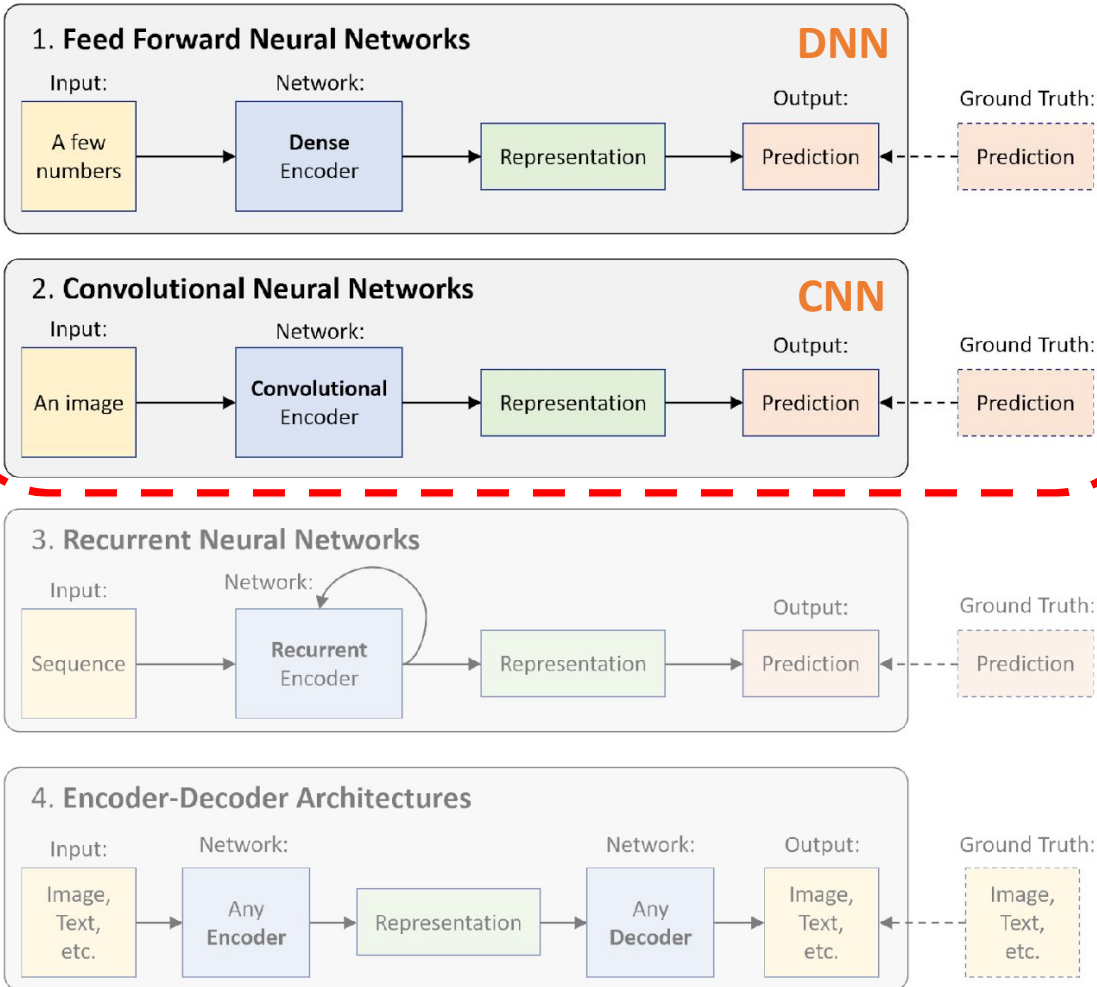 1. Feed Forward Neural Networks
DNN
Input:
Network:
Output:
Ground Truth:
A few
numbers
Dense
Encoder
Representation
Prediction
Prediction
2. Convolutional Neural Networks
CNN
Input:
Network:
Output:
Ground Truth:
An image
Convolutional
Encoder
Representation
Prediction
Prediction
3. Recurrent Neural Networks
Input:
Network:
Output:
Ground Truth:
Sequence
Recurrent
Encoder
Representation
Prediction
Prediction
4. Encoder-Decoder Architectures
Input:
Network:
Network:
Output:
Ground Truth:
Image,
Text,
etc.
Any
Encoder
Representation
Any
Decoder
Image,
Text,
etc.
Image,
Text,
etc.